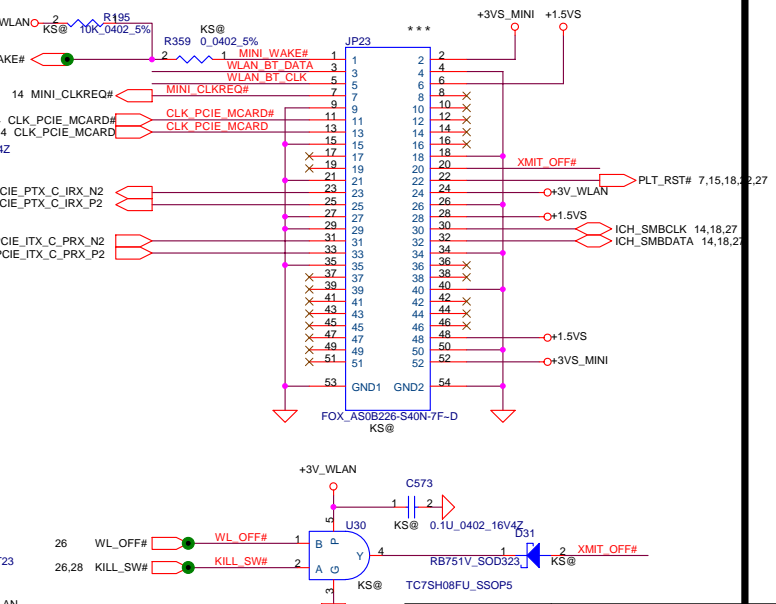 +3VS_MINI +1.5VS
WLAN 2 R195
KS@ 10K_0402_5% KS@ ***
R359 0_0402_5% JP23
AKE# 2 1 MINI_WAKE# 1 1 2 2
WLAN_BT_DATA 3 3 4 4
WLAN_BT_CLK 5 5 6 6
14 MINI_CLKREQ# MINI_CLKREQ# 7 7 8 8
9 9 10 10
CLK_PCIE_MCARD# CLK_PCIE_MCARD# 11 11 12 12
4 CLK_PCIE_MCARD CLK_PCIE_MCARD 13 13 14 14
15 15 16 16
4Z
17 17 18 18
19 19 20 20 XMIT_OFF#
21 21 22 22 PLT_RST# 7,15,18,22,27
CIE_PTX_C_IRX_N2 23 23 24 24 +3V_WLAN
CIE_PTX_C_IRX_P2 25 25 26 26
27 27 28 28 +1.5VS
29 29 30 30 ICH_SMBCLK 14,18,27
PCIE_ITX_C_PRX_N2 31 31 32 32 ICH_SMBDATA 14,18,27
PCIE_ITX_C_PRX_P2 33 33 34 34
35 35 36 36
37 37 38 38
39 39 40 40
41 41 42 42
43 43 44 44
45 45 46 46
47 47 48 48 +1.5VS
49 49 50 50
51 51 52 52 +3VS_MINI
53 GND1 GND2 54
FOX_AS0B226-S40N-7F~D
KS@
+3V_WLAN
C573
1 2
5 U30 KS@ 0.1U_0402_16V4Z
D31
26 WL_OFF# WL_OFF# 1 B P
Y 4 1 2 XMIT_OFF#
T23
26,28 KILL_SW# KILL_SW# 2 A G RB751V_SOD323 KS@
KS@ TC7SH08FU_SSOP5
3